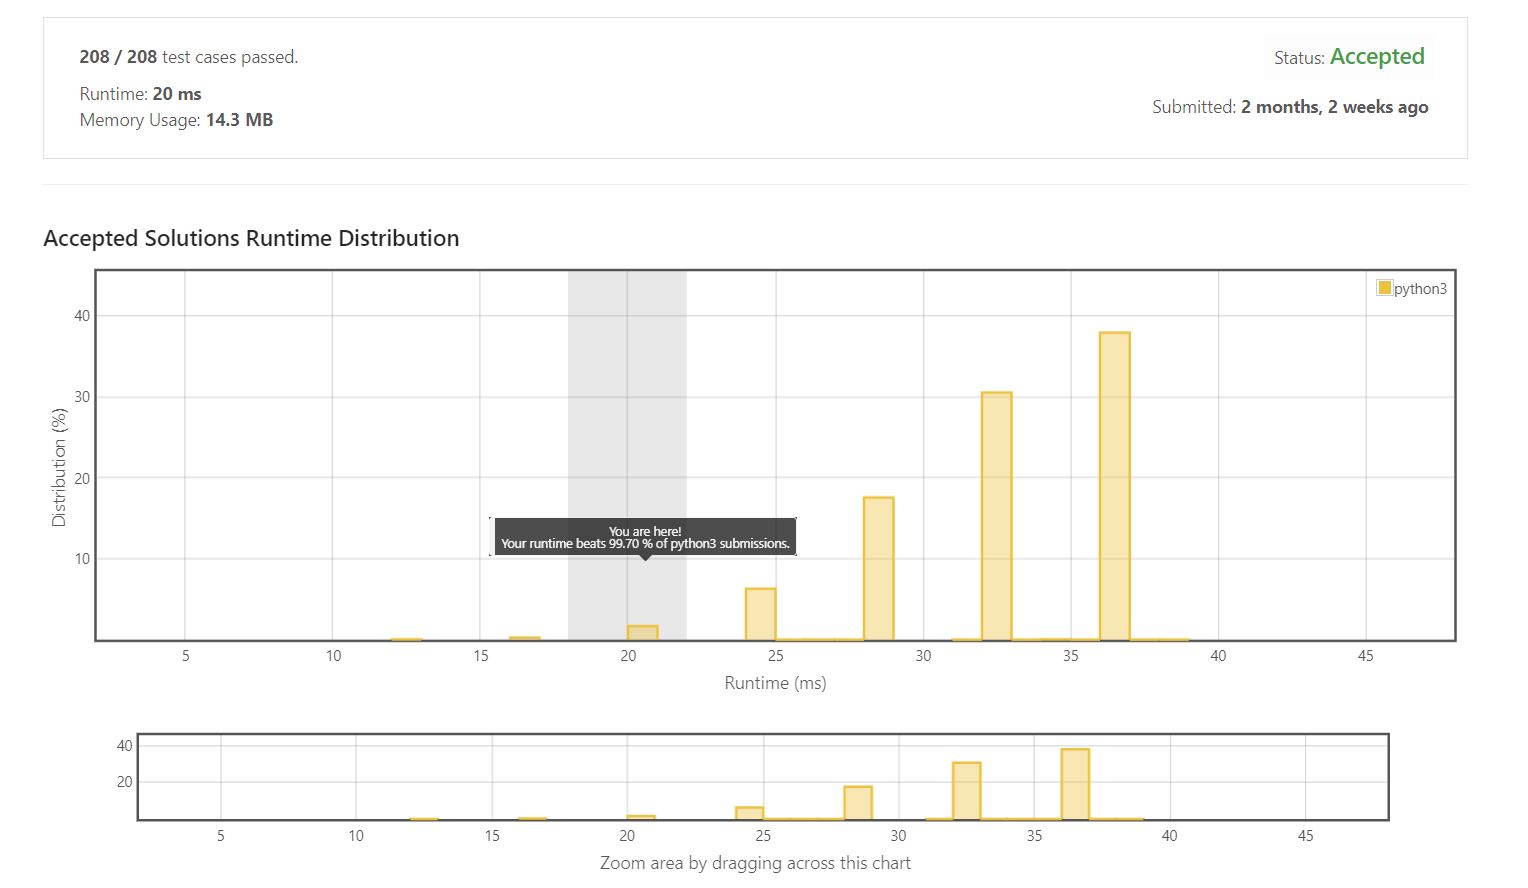 208 / 208 test cases passed.
Status: Accepted
Runtime: 20 ms
Memory Usage: 14.3 MB
Submitted: 2 months, 2 weeks ago
Accepted Solutions Runtime Distribution
python3
40
30
20
10
Distribution (%)
You are here!
Your runtime beats 99.70 % of python3 submissions.
5 10 15 20 25 30 35 40 45
Runtime (ms)
40
20
5 10 15 20 25 30 35 40 45
Zoom area by dragging across this chart